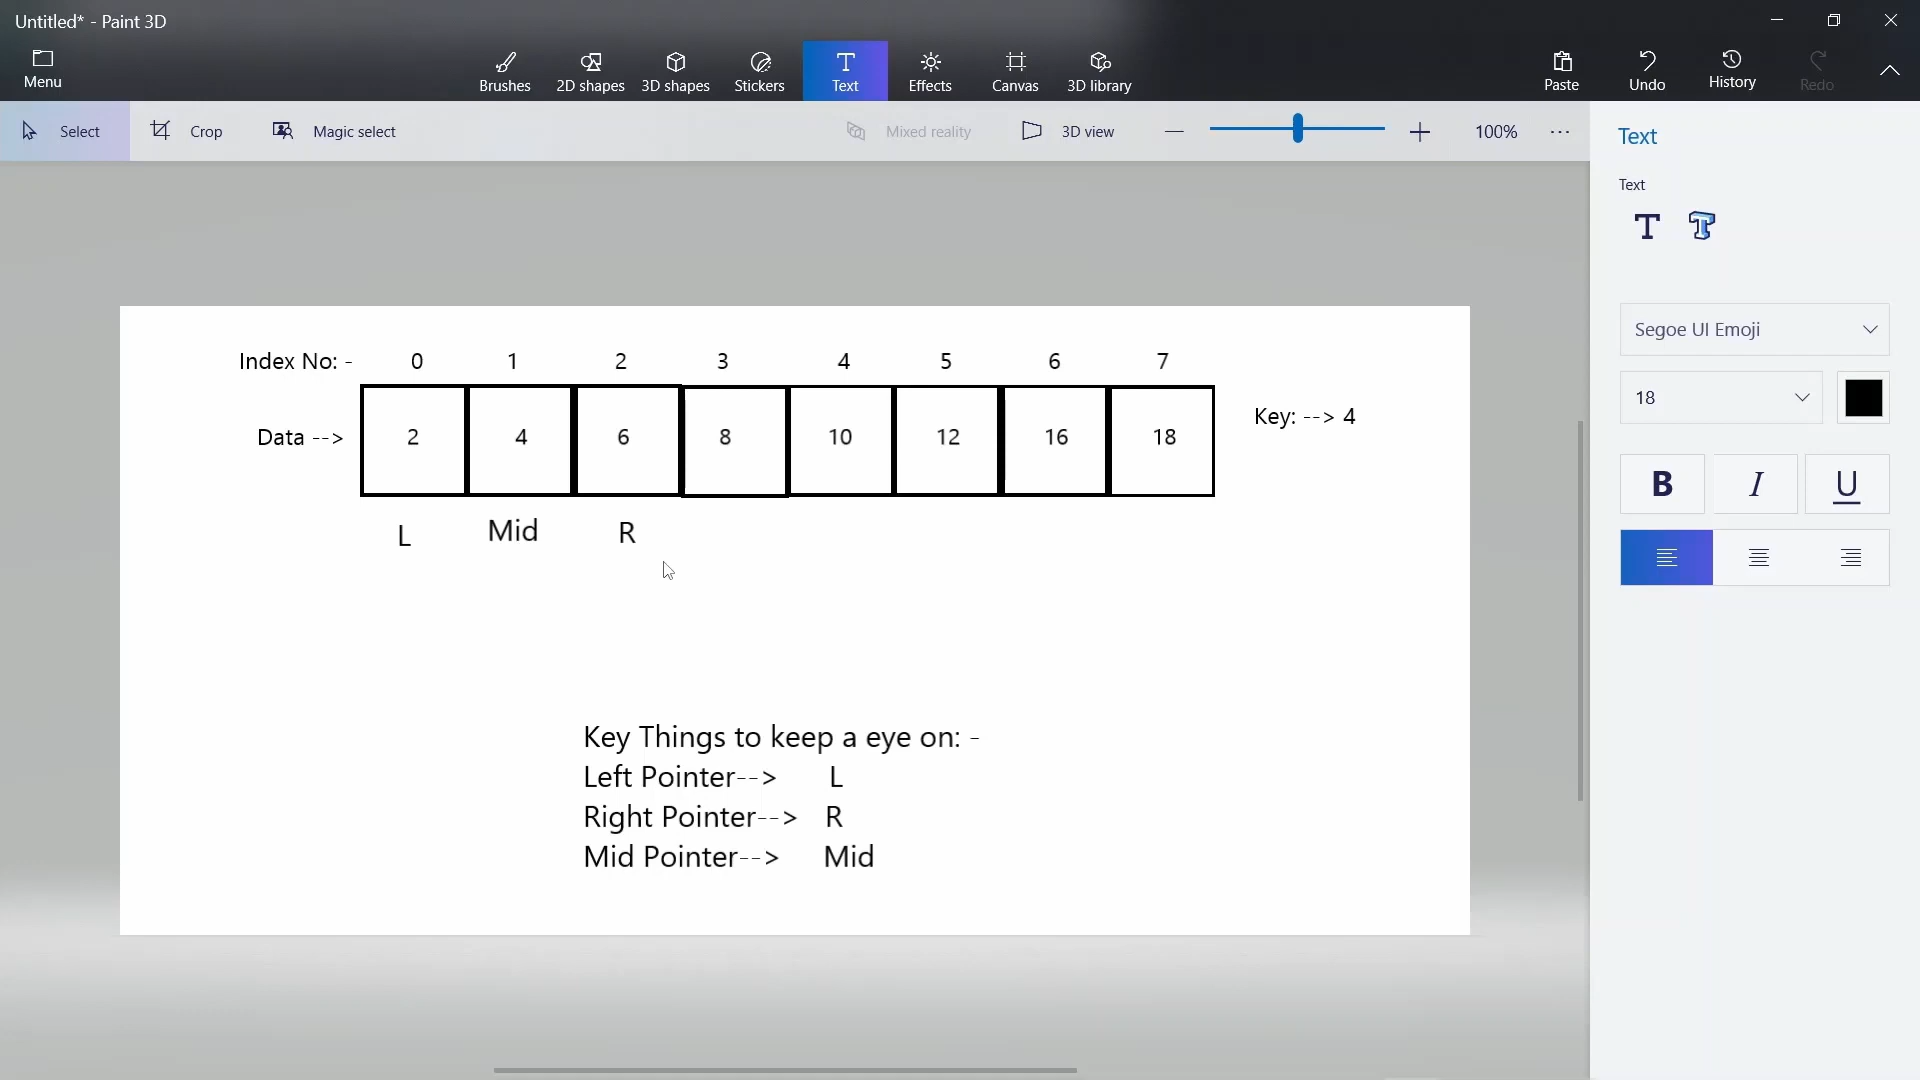 Untitled* - Paint 3D
Menu
Brushes 2D shapes 3D shapes Stickers Text Effects Canvas 3D library
Paste Undo History Redo
Select Crop Magic select Mixed reality 3D view 100%
Text
Text
Segoe UI Emoji
18
B I U
Index No: - 0 1 2 3 4 5 6 7
Data --> 2 4 6 8 10 12 16 18
Key: --> 4
L Mid R
Key Things to keep a eye on: -
Left Pointer--> L
Right Pointer--> R
Mid Pointer--> Mid